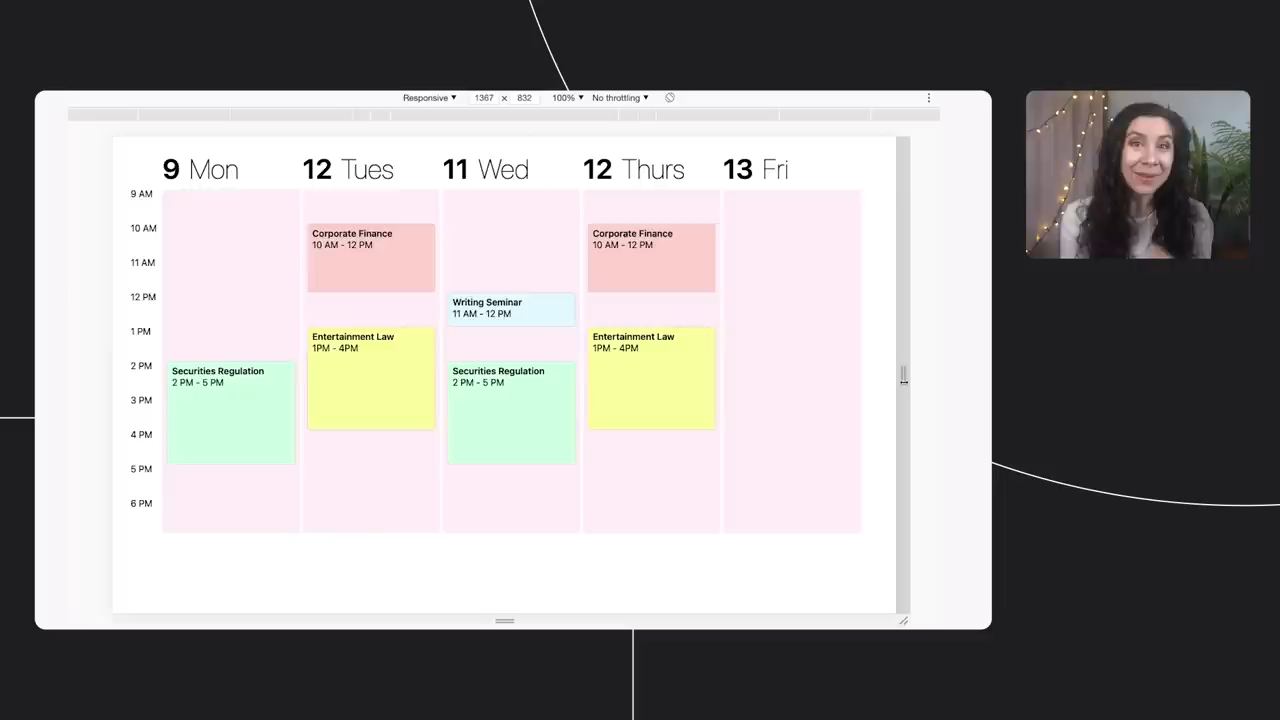 Responsive 1367 × 832 100% No throttling
9 Mon 12 Tues 11 Wed 12 Thurs 13 Fri
9 AM
10 AM
11 AM
12 PM
1 PM
2 PM
3 PM
4 PM
5 PM
6 PM
Securities Regulation
2 PM - 5 PM
Corporate Finance
10 AM - 12 PM
Entertainment Law
1PM - 4PM
Writing Seminar
11 AM - 12 PM
Securities Regulation
2 PM - 5 PM
Corporate Finance
10 AM - 12 PM
Entertainment Law
1PM - 4PM